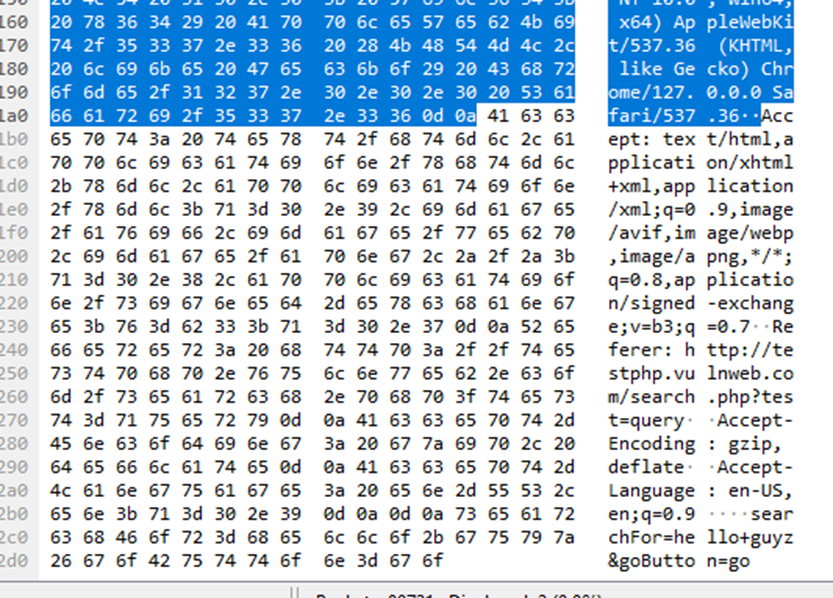 160 20 78 36 34 29 20 41 70 70 6c 65 57 65 62 4b 69 x64) Ap pleWebKi
170 74 2f 35 33 37 2e 33 36 20 28 4b 48 54 4d 4c 2c t/537.36 (KHTML,
180 20 6c 69 6b 65 20 47 65 63 6b 6f 29 20 43 68 72 like Ge cko) Chr
190 6f 6d 65 2f 31 32 37 2e 30 2e 30 2e 30 20 53 61 ome/127. 0.0.0 Sa
1a0 66 61 72 69 2f 35 33 37 2e 33 36 0d 0a 41 63 63 fari/537 .36··Acc
1b0 65 70 74 3a 20 74 65 78 74 2f 68 74 6d 6c 2c 61 ept: tex t/html,a
1c0 70 70 6c 69 63 61 74 69 6f 6e 2f 78 68 74 6d 6c pplicati on/xhtml
1d0 2b 78 6d 6c 2c 61 70 70 6c 69 63 61 74 69 6f 6e +xml,app lication
1e0 2f 78 6d 6c 3b 71 3d 30 2e 39 2c 69 6d 61 67 65 /xml;q=0 .9,image
1f0 2f 61 76 69 66 2c 69 6d 61 67 65 2f 77 65 62 70 /avif,im age/webp
200 2c 69 6d 61 67 65 2f 61 70 6e 67 2c 2a 2f 2a 3b ,image/a png,*/*;
210 71 3d 30 2e 38 2c 61 70 70 6c 69 63 61 74 69 6f q=0.8,ap plicatio
220 6e 2f 73 69 67 6e 65 64 2d 65 78 63 68 61 6e 67 n/signed -exchang
230 65 3b 76 3d 62 33 3b 71 3d 30 2e 37 0d 0a 52 65 e;v=b3;q =0.7··Re
240 66 65 72 65 72 3a 20 68 74 74 70 3a 2f 2f 74 65 ferer: h ttp://te
250 73 74 70 68 70 2e 76 75 6c 6e 77 65 62 2e 63 6f stphp.vu lnweb.co
260 6d 2f 73 65 61 72 63 68 2e 70 68 70 3f 74 65 73 m/search .php?tes
270 74 3d 71 75 65 72 79 0d 0a 41 63 63 65 70 74 2d t=query· ·Accept-
280 45 6e 63 6f 64 69 6e 67 3a 20 67 7a 69 70 2c 20 Encoding : gzip,
290 64 65 66 6c 61 74 65 0d 0a 41 63 63 65 70 74 2d deflate· ·Accept-
2a0 4c 61 6e 67 75 61 67 65 3a 20 65 6e 2d 55 53 2c Language : en-US,
2b0 65 6e 3b 71 3d 30 2e 39 0d 0a 0d 0a 73 65 61 72 en;q=0.9 ····sear
2c0 63 68 46 6f 72 3d 68 65 6c 6c 6f 2b 67 75 79 7a chFor=he llo+guyz
2d0 26 67 6f 42 75 74 74 6f 6e 3d 67 6f &goButto n=go